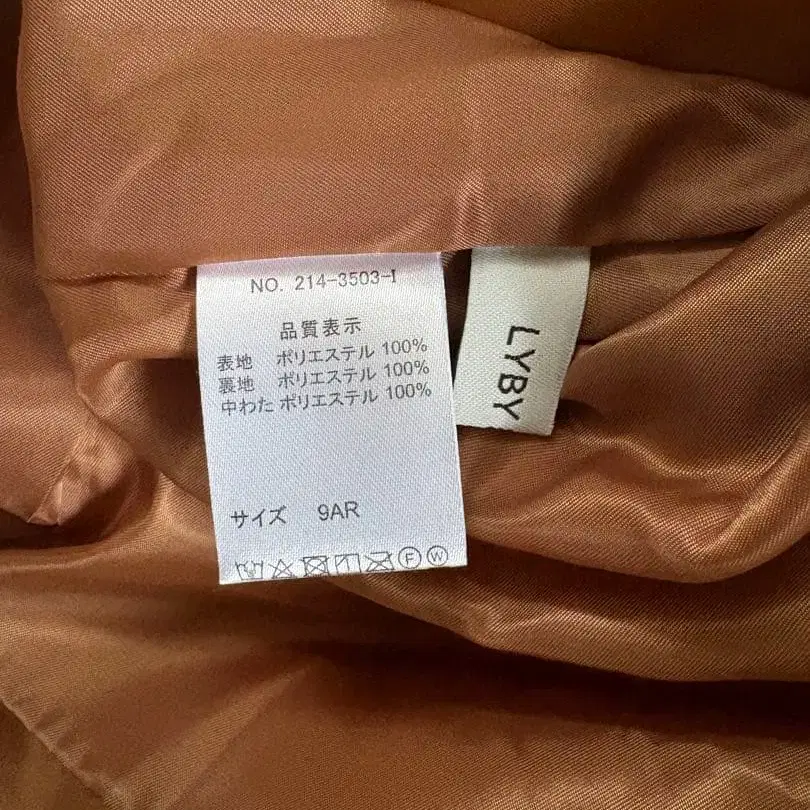 NO. 214-3503-I
品質表示
表地 ポリエステル 100%
裏地 ポリエステル 100%
中わた ポリエステル 100%
サイズ 9AR
F W
LYBY